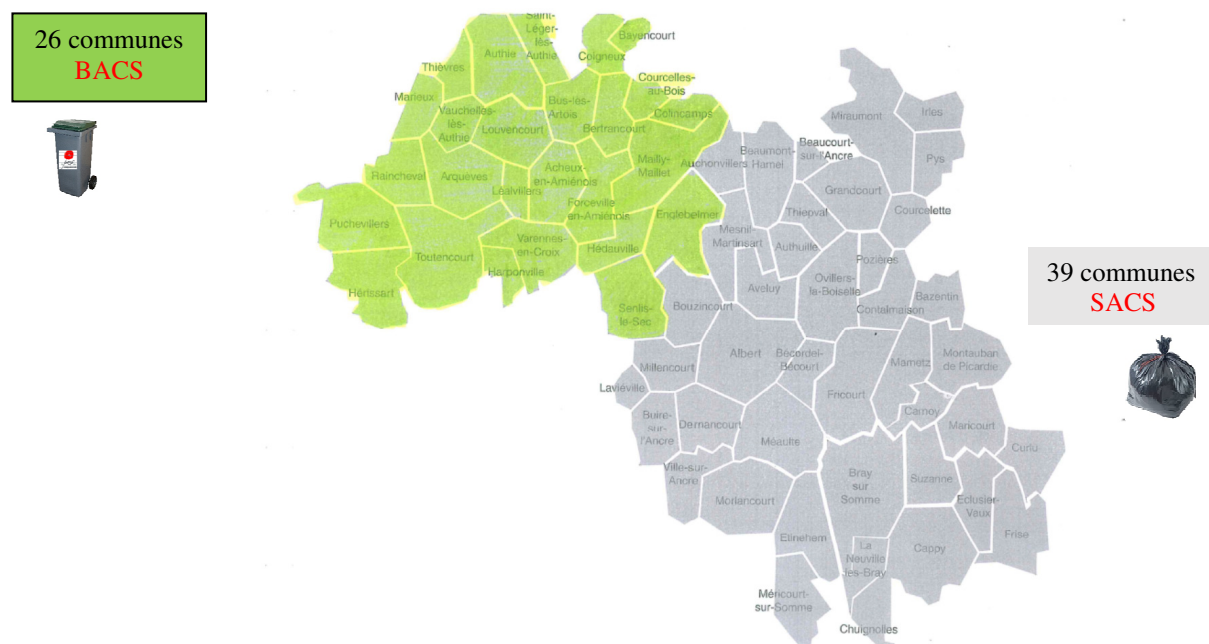 26 communes
BACS
Saint-
Léger-
lès-
Authie
Bayencourt
Authie
Coigneux
Thièvres
Courcelles-
au-Bois
Marieux
Vauchelles-
lès-
Authie
Bus-lès-
Artois
Colincamps
Louvencourt
Bertrancourt
Miraumont
Irles
Beaumont-
Hamel
Beaucourt-
sur-l'Ancre
Mailly-
Maillet
Auchonvillers
Pys
Raincheval
Arquèves
Acheux-
en-Amiénois
Léalvillers
Grandcourt
Forceville
en-Amiénois
Englebelmer
Thiepval
Courcelette
Puchevillers
Mesnil-
Martinsart
Varennes-
en-Croix
Hédauville
Authuille
Toutencourt
Pozières
Harponville
Ovillers-
la-Boiselle
39 communes
SACS
Hérissart
Aveluy
Bazentin
Senlis-
le-Sec
Bouzincourt
Contalmaison
Albert
Bécordel-
Bécourt
Mametz
Montauban
de Picardie
Millencourt
Laviéville
Fricourt
Carnoy
Buire-
sur-
l'Ancre
Dernancourt
Maricourt
Méaulte
Curlu
Ville-sur-
Ancre
Bray
sur
Somme
Suzanne
Morlancourt
Eclusier-
Vaux
Frise
Etinehem
La
Neuville
les-Bray
Cappy
Méricourt-
sur-Somme
Chuignolles